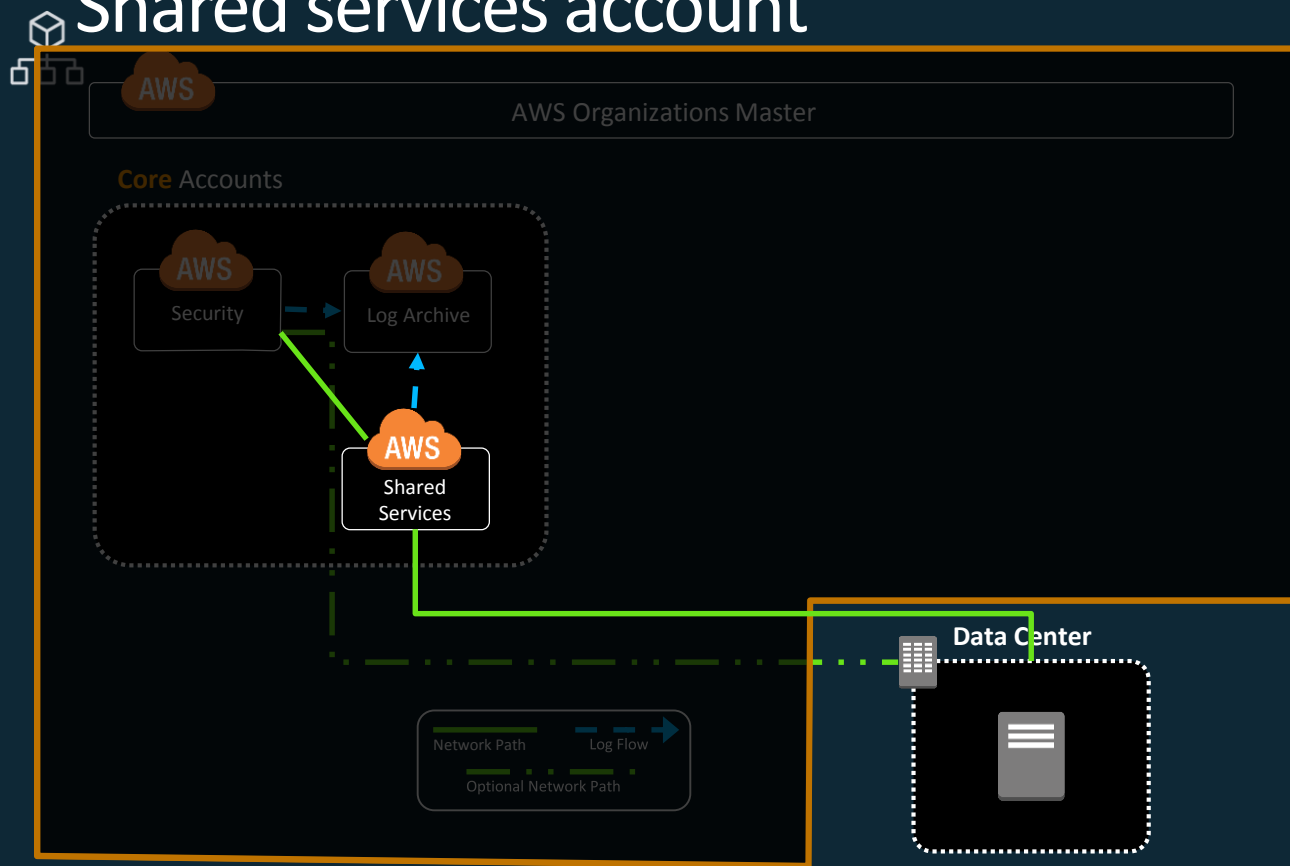 Shared services account
AWS
AWS Organizations Master
Core Accounts
AWS
AWS
Security
Log Archive
AWS
Shared
Services
Data Center
Network Path
Log Flow
Optional Network Path